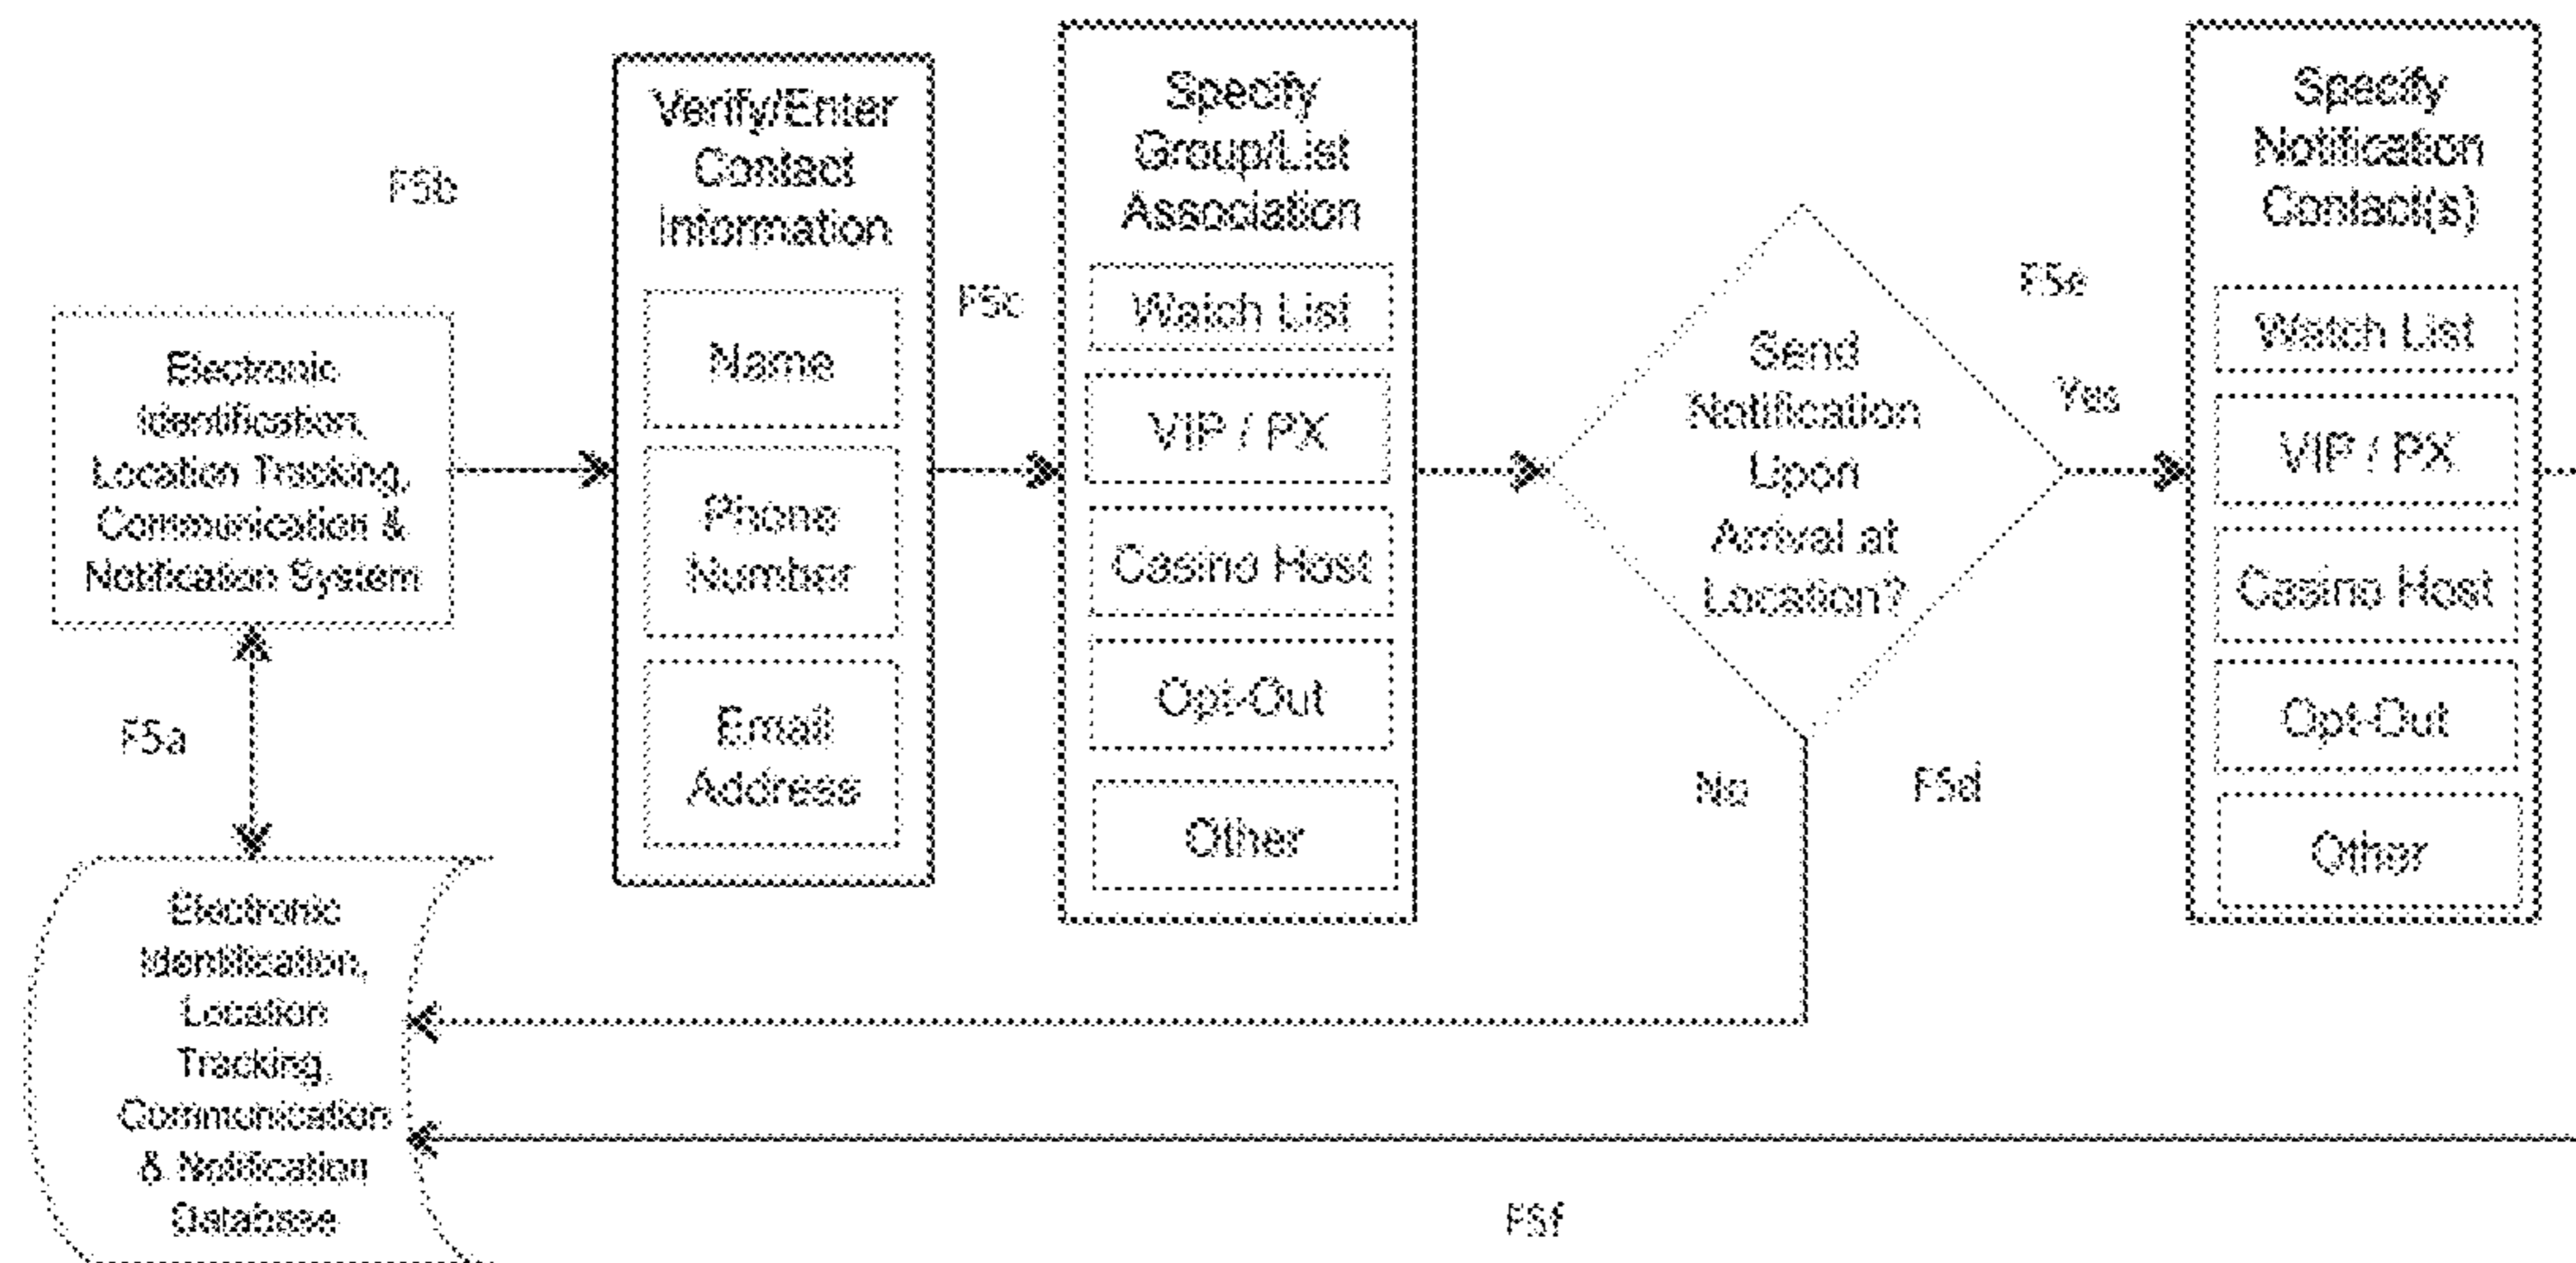 F5b
Electronic
Identification,
Location Tracking,
Communication &
Notification System
F5a
Electronic
Identification,
Location
Tracking,
Communication
& Notification
Database
Verify/Enter
Contact
Information
Name
Phone
Number
Email
Address
F5c
Specify
Group/List
Association
Watch List
VIP / PX
Casino Host
Opt-Out
Other
Send
Notification
Upon
Arrival at
Location?
No
F5d
F5e
Yes
Specify
Notification
Contact(s)
Watch List
VIP / PX
Casino Host
Opt-Out
Other
F5f